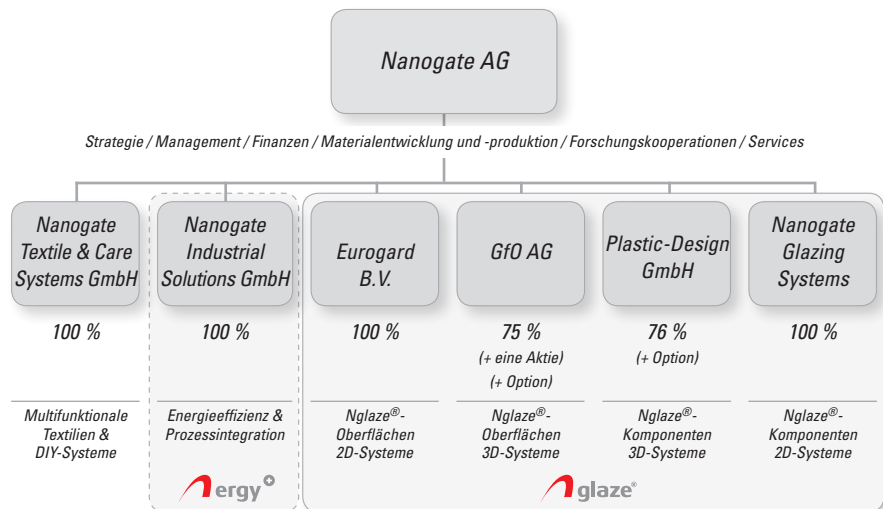 Nanogate AG
Strategie / Management / Finanzen / Materialentwicklung und -produktion / Forschungskooperationen / Services
Nanogate
Textile & Care
Systems GmbH
100 %
Multifunktionale
Textilien &
DIY-Systeme
Nanogate
Industrial
Solutions GmbH
100 %
Energieeffizienz &
Prozessintegration
Eurogard
B.V.
100 %
Nglaze®-
Oberflächen
2D-Systeme
GfO AG
75 %
(+ eine Aktie)
(+ Option)
Nglaze®-
Oberflächen
3D-Systeme
Plastic-Design
GmbH
76 %
(+ Option)
Nglaze®-
Komponenten
3D-Systeme
Nanogate
Glazing
Systems
100 %
Nglaze®-
Komponenten
2D-Systeme
Nergy+
Nglaze®